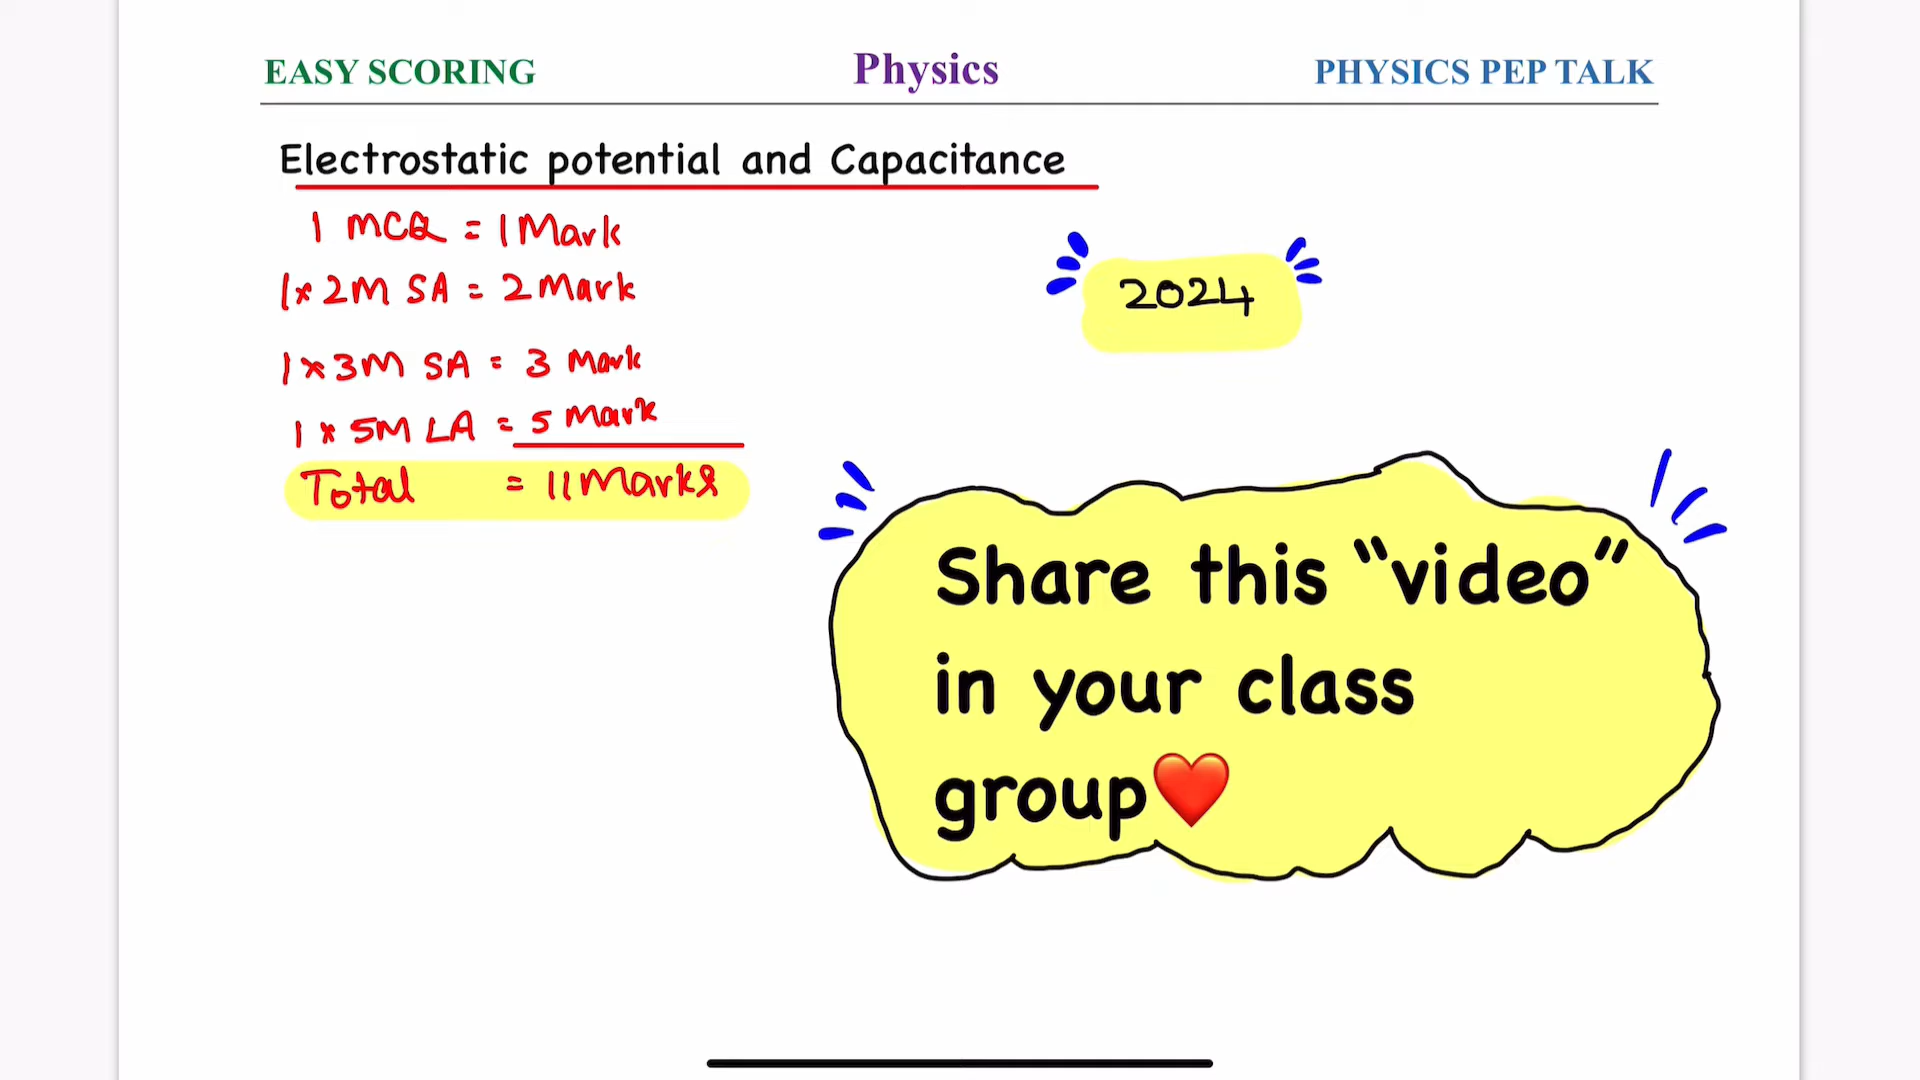 EASY SCORING Physics PHYSICS PEP TALK
Electrostatic potential and Capacitance
1 MCQ = 1 Mark
1 × 2M SA = 2 Mark
1 × 3M SA = 3 Mark
1 × 5M LA = 5 Mark
Total = 11 Marks
2024
Share this “video”
in your class
group❤️